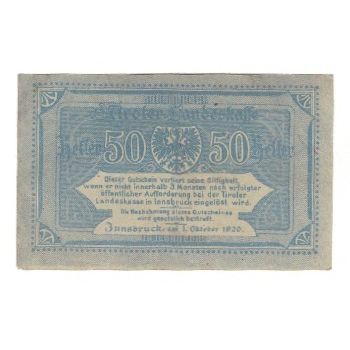 50 50
Heller Heller
Dieser Gutschein verliert seine Giltigkeit,
wenn er nicht innerhalb 3 Monaten nach erfolgter
öffentlicher Aufforderung bei der Tiroler
Landeskasse in Innsbruck eingelöst wird.
Die Nachahmung dieses Gutscheines
wird gesetzlich bestraft.
Innsbruck, am 1. Oktober 1920.